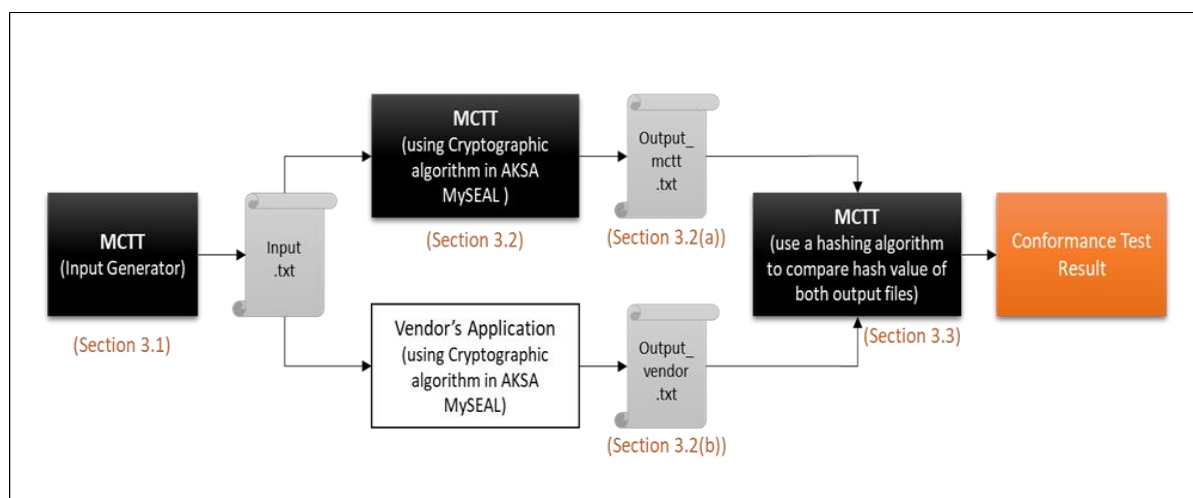 MCTT
(Input Generator)
(Section 3.1)
Input
.txt
MCTT
(using Cryptographic
algorithm in AKSA
MySEAL )
(Section 3.2)
Output_
mctt
.txt
(Section 3.2(a))
Vendor's Application
(using Cryptographic
algorithm in AKSA
MySEAL)
Output_
vendor
.txt
(Section 3.2(b))
MCTT
(use a hashing algorithm
to compare hash value of
both output files)
(Section 3.3)
Conformance Test
Result